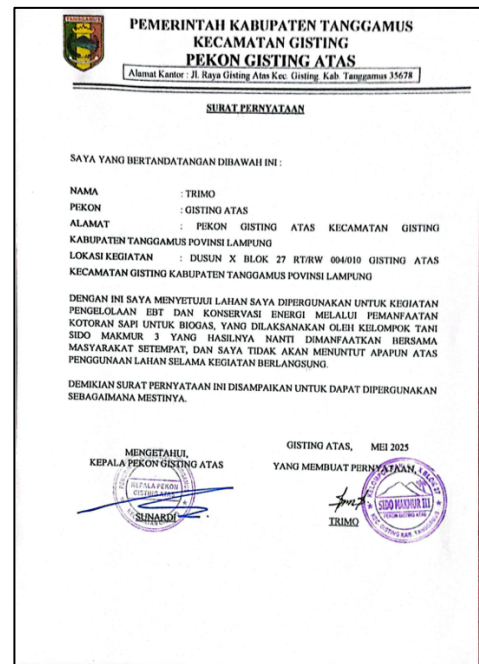 TANGGAMUS
PEMERINTAH KABUPATEN TANGGAMUS
KECAMATAN GISTING
PEKON GISTING ATAS
Alamat Kantor : Jl. Raya Gisting Atas Kec. Gisting. Kab. Tanggamus 35678
SURAT PERNYATAAN
SAYA YANG BERTANDATANGAN DIBAWAH INI :
NAMA : TRIMO
PEKON : GISTING ATAS
ALAMAT : PEKON GISTING ATAS KECAMATAN GISTING
KABUPATEN TANGGAMUS POVINSI LAMPUNG
LOKASI KEGIATAN : DUSUN X BLOK 27 RT/RW 004/010 GISTING ATAS
KECAMATAN GISTING KABUPATEN TANGGAMUS POVINSI LAMPUNG
DENGAN INI SAYA MENYETUJUI LAHAN SAYA DIPERGUNAKAN UNTUK KEGIATAN
PENGELOLAAN EBT DAN KONSERVASI ENERGI MELALUI PEMANFAATAN
KOTORAN SAPI UNTUK BIOGAS, YANG DILAKSANAKAN OLEH KELOMPOK TANI
SIDO MAKMUR 3 YANG HASILNYA NANTI DIMANFAATKAN BERSAMA
MASYARAKAT SETEMPAT, DAN SAYA TIDAK AKAN MENUNTUT APAPUN ATAS
PENGGUNAAN LAHAN SELAMA KEGIATAN BERLANGSUNG.
DEMIKIAN SURAT PERNYATAAN INI DISAMPAIKAN UNTUK DAPAT DIPERGUNAKAN
SEBAGAIMANA MESTINYA.
GISTING ATAS, MEI 2025
MENGETAHUI,
KEPALA PEKON GISTING ATAS
YANG MEMBUAT PERNYATAAN,
KEPALA PEKON
GISTING ATAS
SUNARDI
SIDO MAKMUR III
PEKON GISTING ATAS
TRIMO